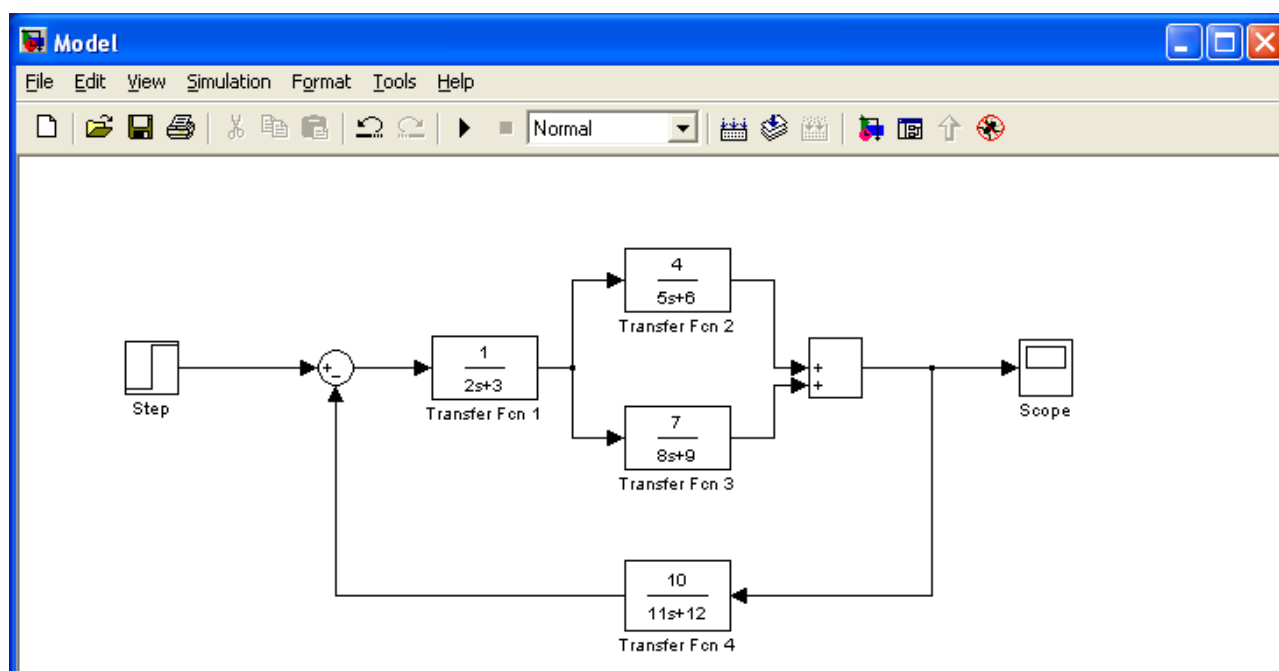 Model
File Edit View Simulation Format Tools Help
Normal
4
5s+6
Transfer Fcn 2
+
-
1
2s+3
Transfer Fcn 1
+
+
Step
Scope
7
8s+9
Transfer Fcn 3
10
11s+12
Transfer Fcn 4